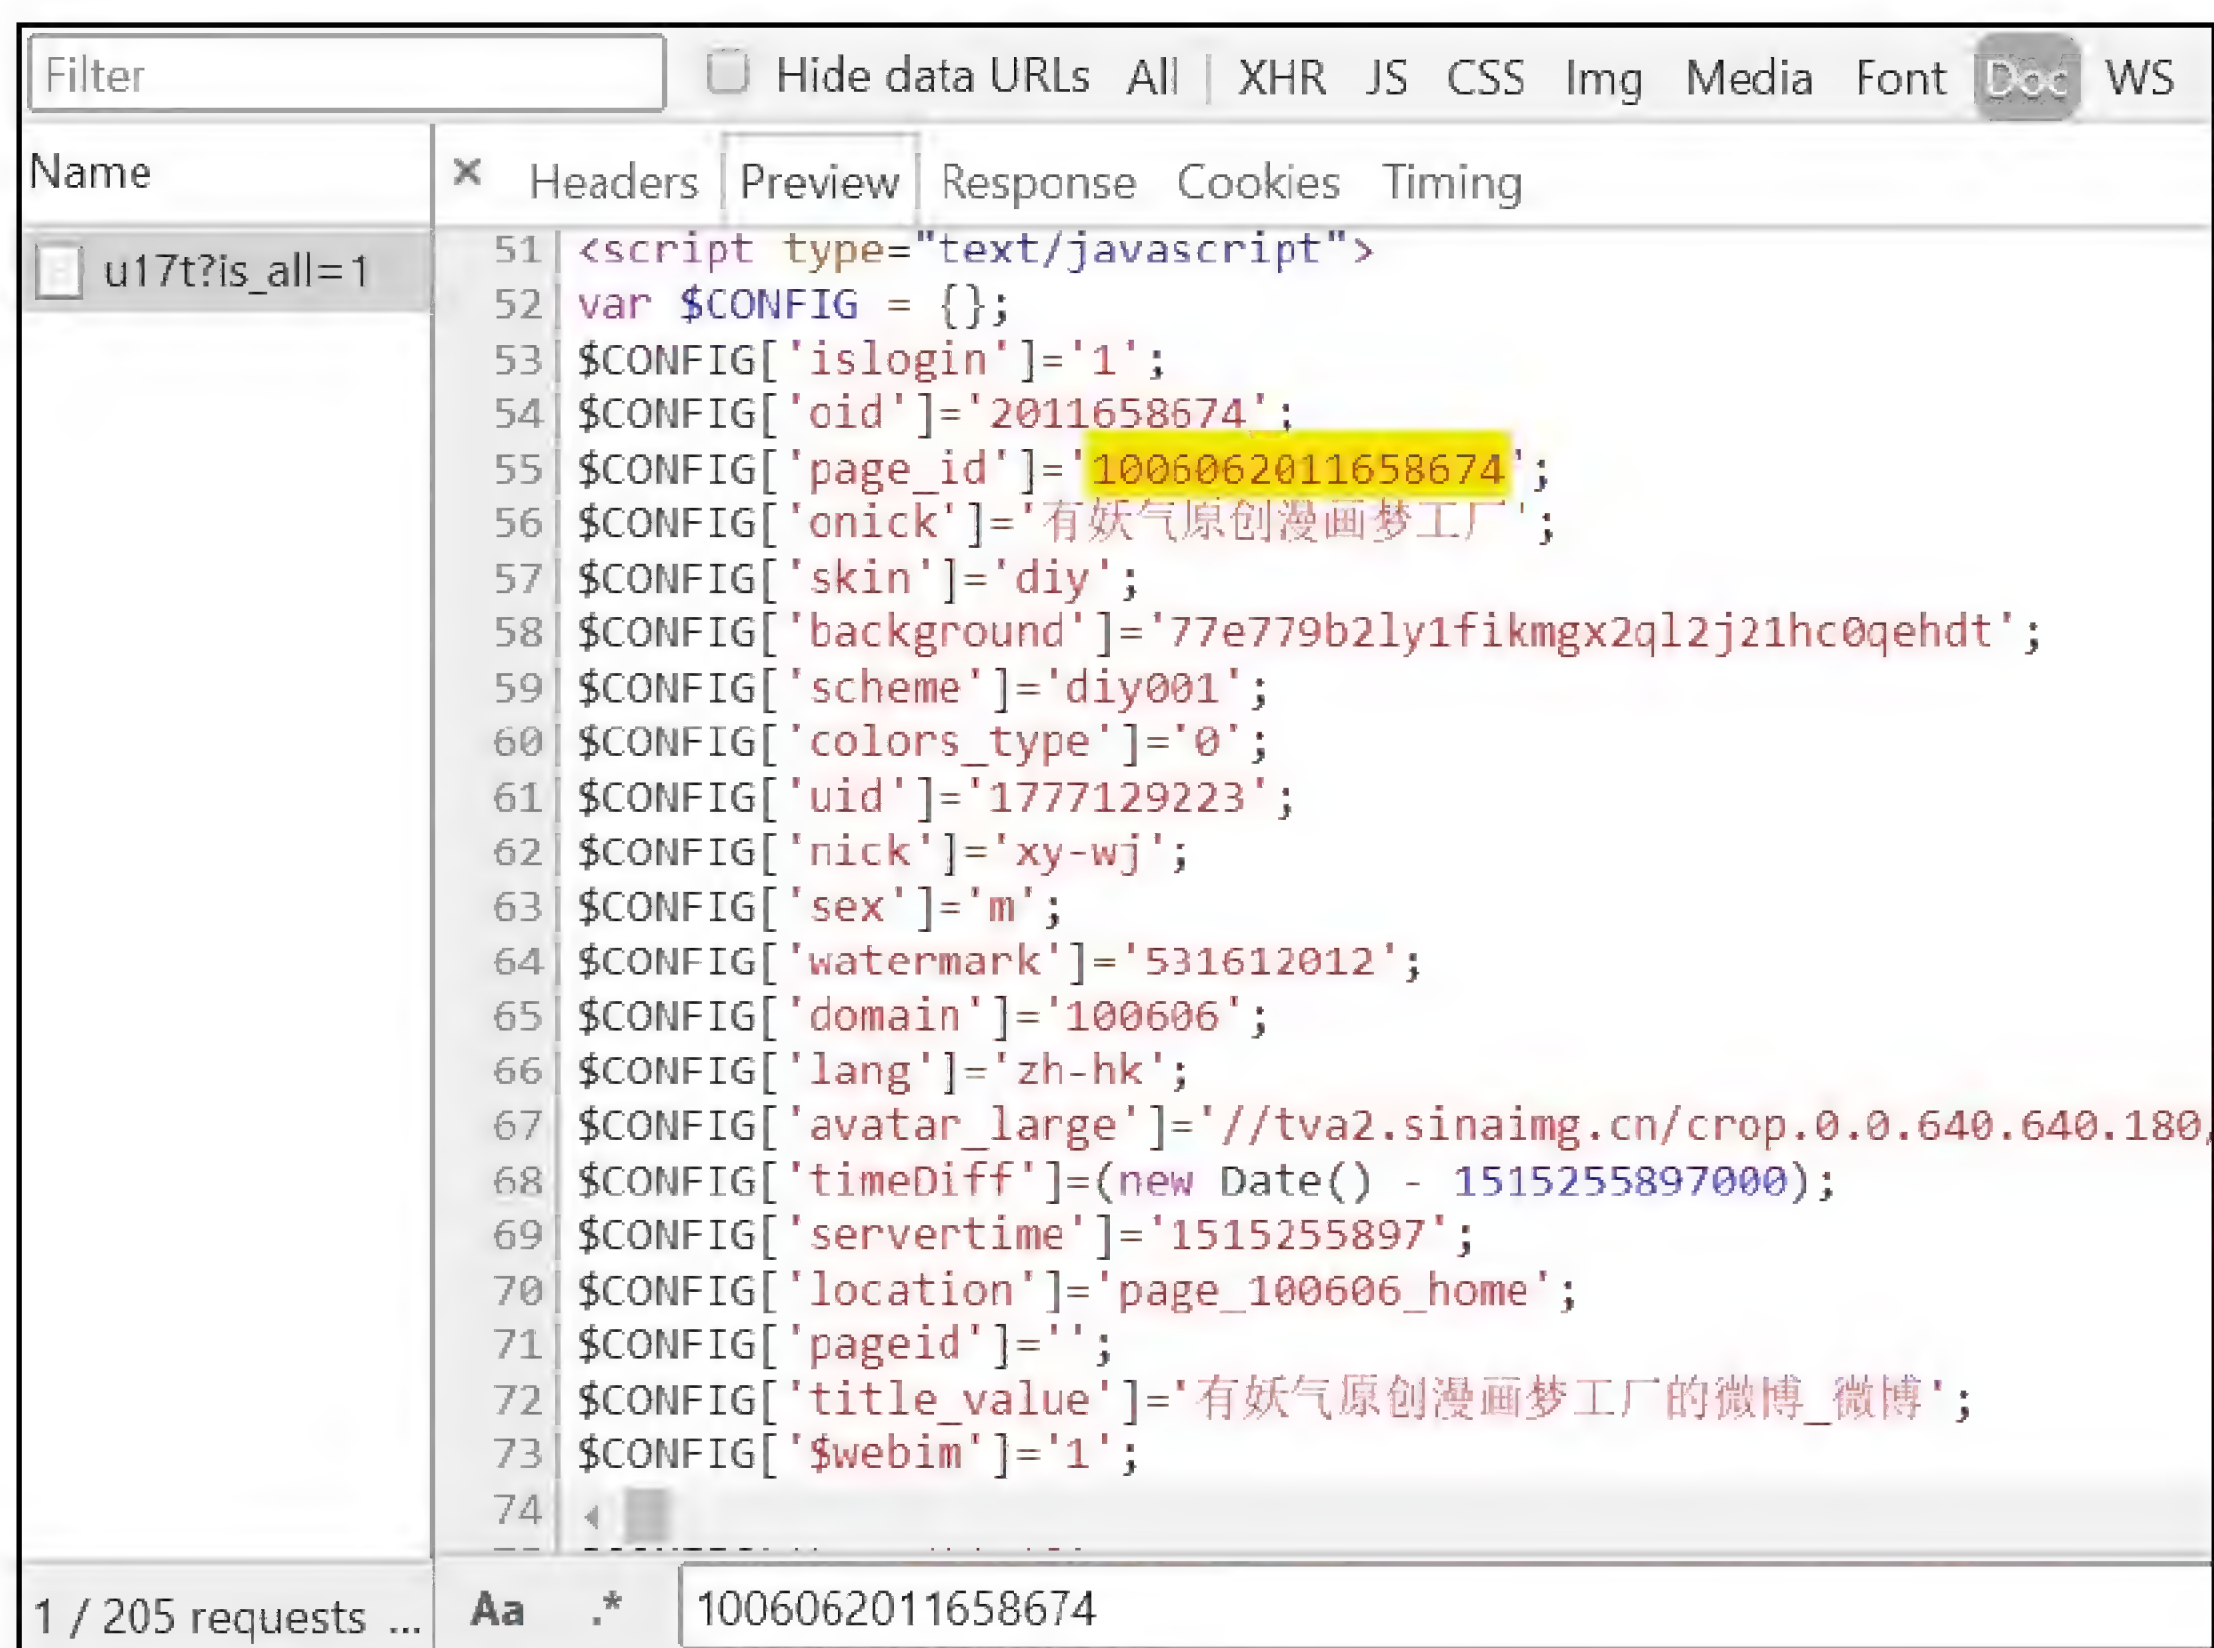 Filter Hide data URLs All XHR JS CSS Img Media Font Doc WS
Name
× Headers Preview Response Cookies Timing
u17t?is_all=1
51 <script type="text/javascript">
52 var $CONFIG = {};
53 $CONFIG['islogin']='1';
54 $CONFIG['oid']='2011658674';
55 $CONFIG['page_id']='1006062011658674';
56 $CONFIG['onick']='有妖气原创漫画梦工厂';
57 $CONFIG['skin']='diy';
58 $CONFIG['background']='77e779b2ly1fikmgx2ql2j21hc0qehdt';
59 $CONFIG['scheme']='diy001';
60 $CONFIG['colors_type']='0';
61 $CONFIG['uid']='1777129223';
62 $CONFIG['nick']='xy-wj';
63 $CONFIG['sex']='m';
64 $CONFIG['watermark']='531612012';
65 $CONFIG['domain']='100606';
66 $CONFIG['lang']='zh-hk';
67 $CONFIG['avatar_large']='//tva2.sinaimg.cn/crop.0.0.640.640.180,
68 $CONFIG['timeDiff']=(new Date() - 1515255897000);
69 $CONFIG['servertime']='1515255897';
70 $CONFIG['location']='page_100606_home';
71 $CONFIG['pageid']='';
72 $CONFIG['title_value']='有妖气原创漫画梦工厂的微博_微博';
73 $CONFIG['$webim']='1';
74
1 / 205 requests ... Aa .* 1006062011658674